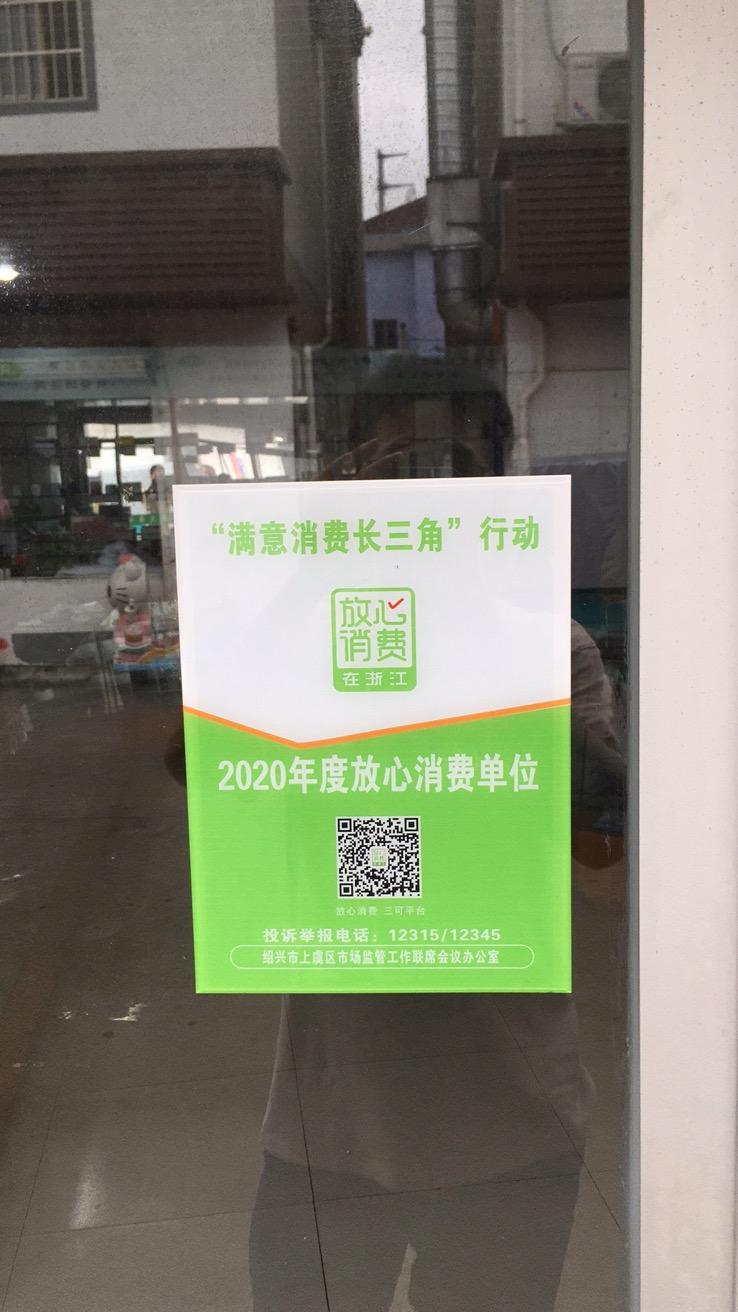 “满意消费长三角”行动
放心
消费
在浙江
2020年度放心消费单位
放心消费 三可平台
投诉举报电话：12315/12345
绍兴市上虞区市场监管工作联席会议办公室